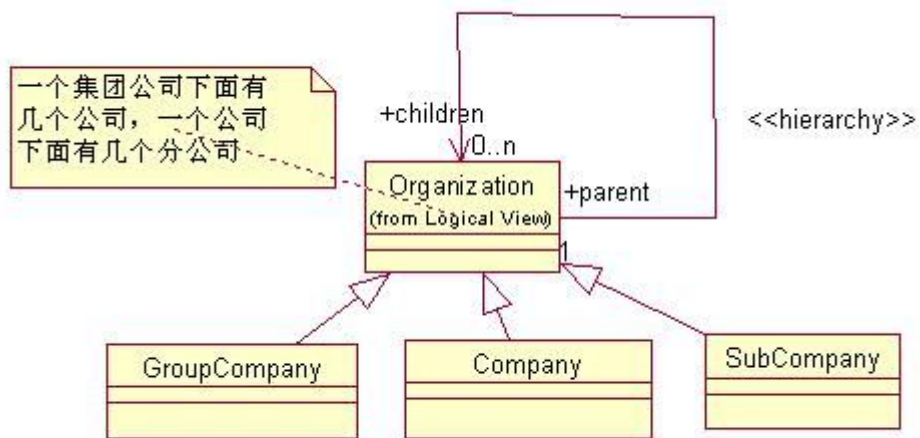 一个集团公司下面有
几个公司，一个公司
下面有几个分公司
+children
0..n
<<hierarchy>>
Organization
(from Logical View)
+parent
1
GroupCompany
Company
SubCompany